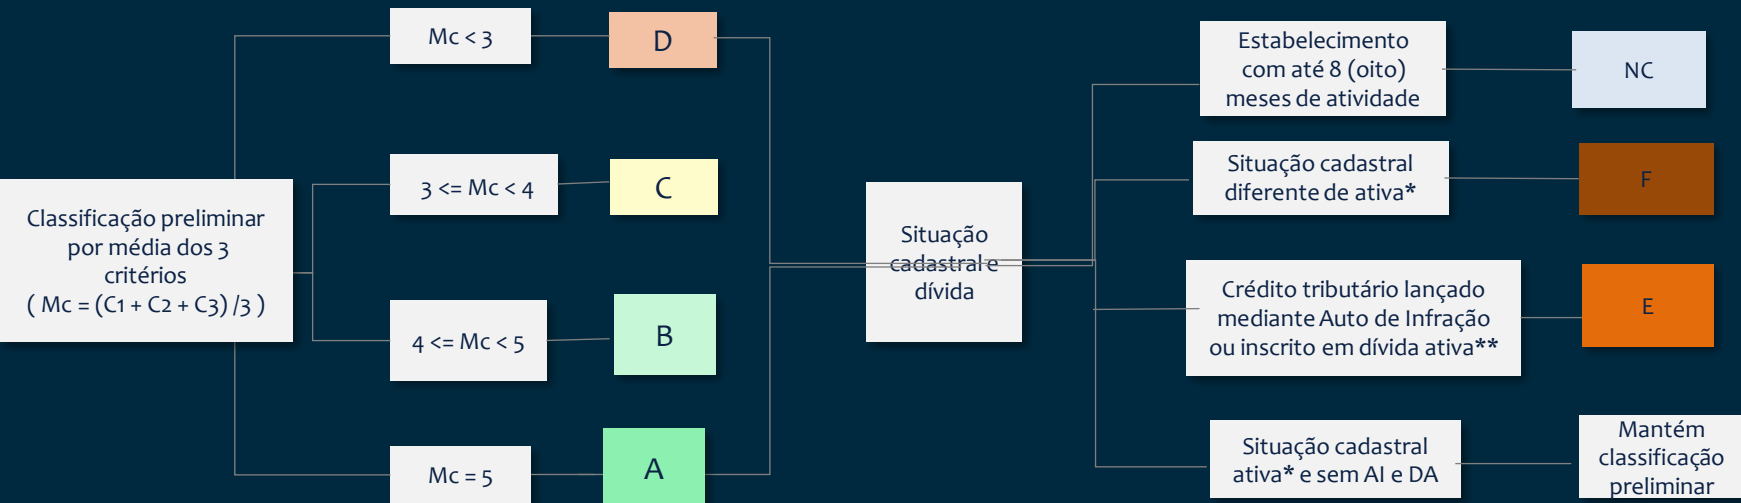 Classificação preliminar
por média dos 3
critérios
( Mc = (C1 + C2 + C3) /3 )
Mc < 3
D
3 <= Mc < 4
C
4 <= Mc < 5
B
Mc = 5
A
Situação
cadastral e
dívida
Estabelecimento
com até 8 (oito)
meses de atividade
NC
Situação cadastral
diferente de ativa*
F
Crédito tributário lançado
mediante Auto de Infração
ou inscrito em dívida ativa**
E
Situação cadastral
ativa* e sem AI e DA
Mantém
classificação
preliminar